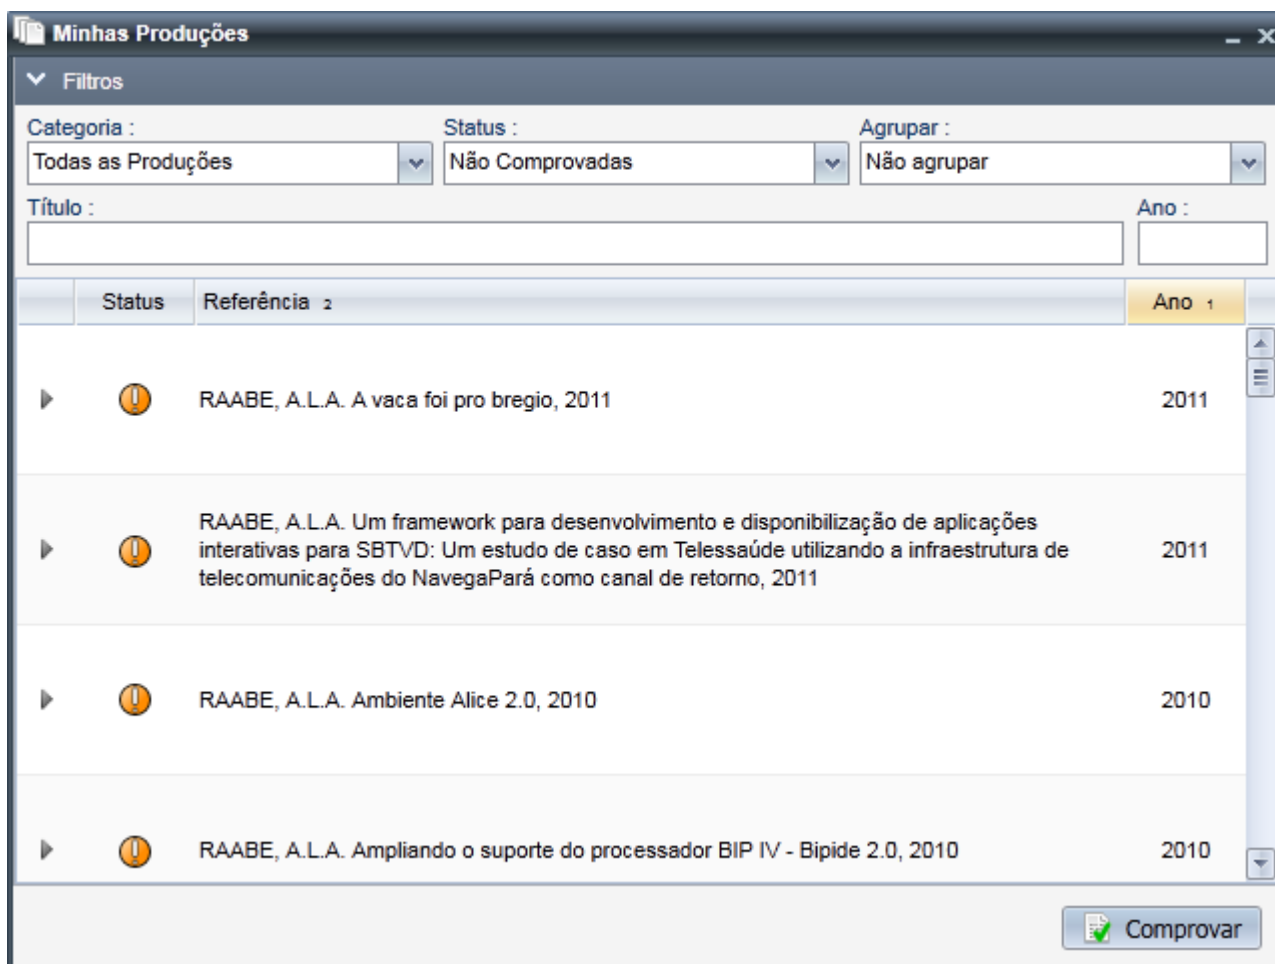 Minhas Produções
Filtros
Categoria :
Status :
Agrupar :
Todas as Produções
Não Comprovadas
Não agrupar
Título :
Ano :
Status
Referência 2
Ano 1
RAABE, A.L.A. A vaca foi pro bregio, 2011
2011
RAABE, A.L.A. Um framework para desenvolvimento e disponibilização de aplicações
interativas para SBTVD: Um estudo de caso em Telessaúde utilizando a infraestrutura de
telecomunicações do NavegaPará como canal de retorno, 2011
2011
RAABE, A.L.A. Ambiente Alice 2.0, 2010
2010
RAABE, A.L.A. Ampliando o suporte do processador BIP IV - Bipide 2.0, 2010
2010
Comprovar